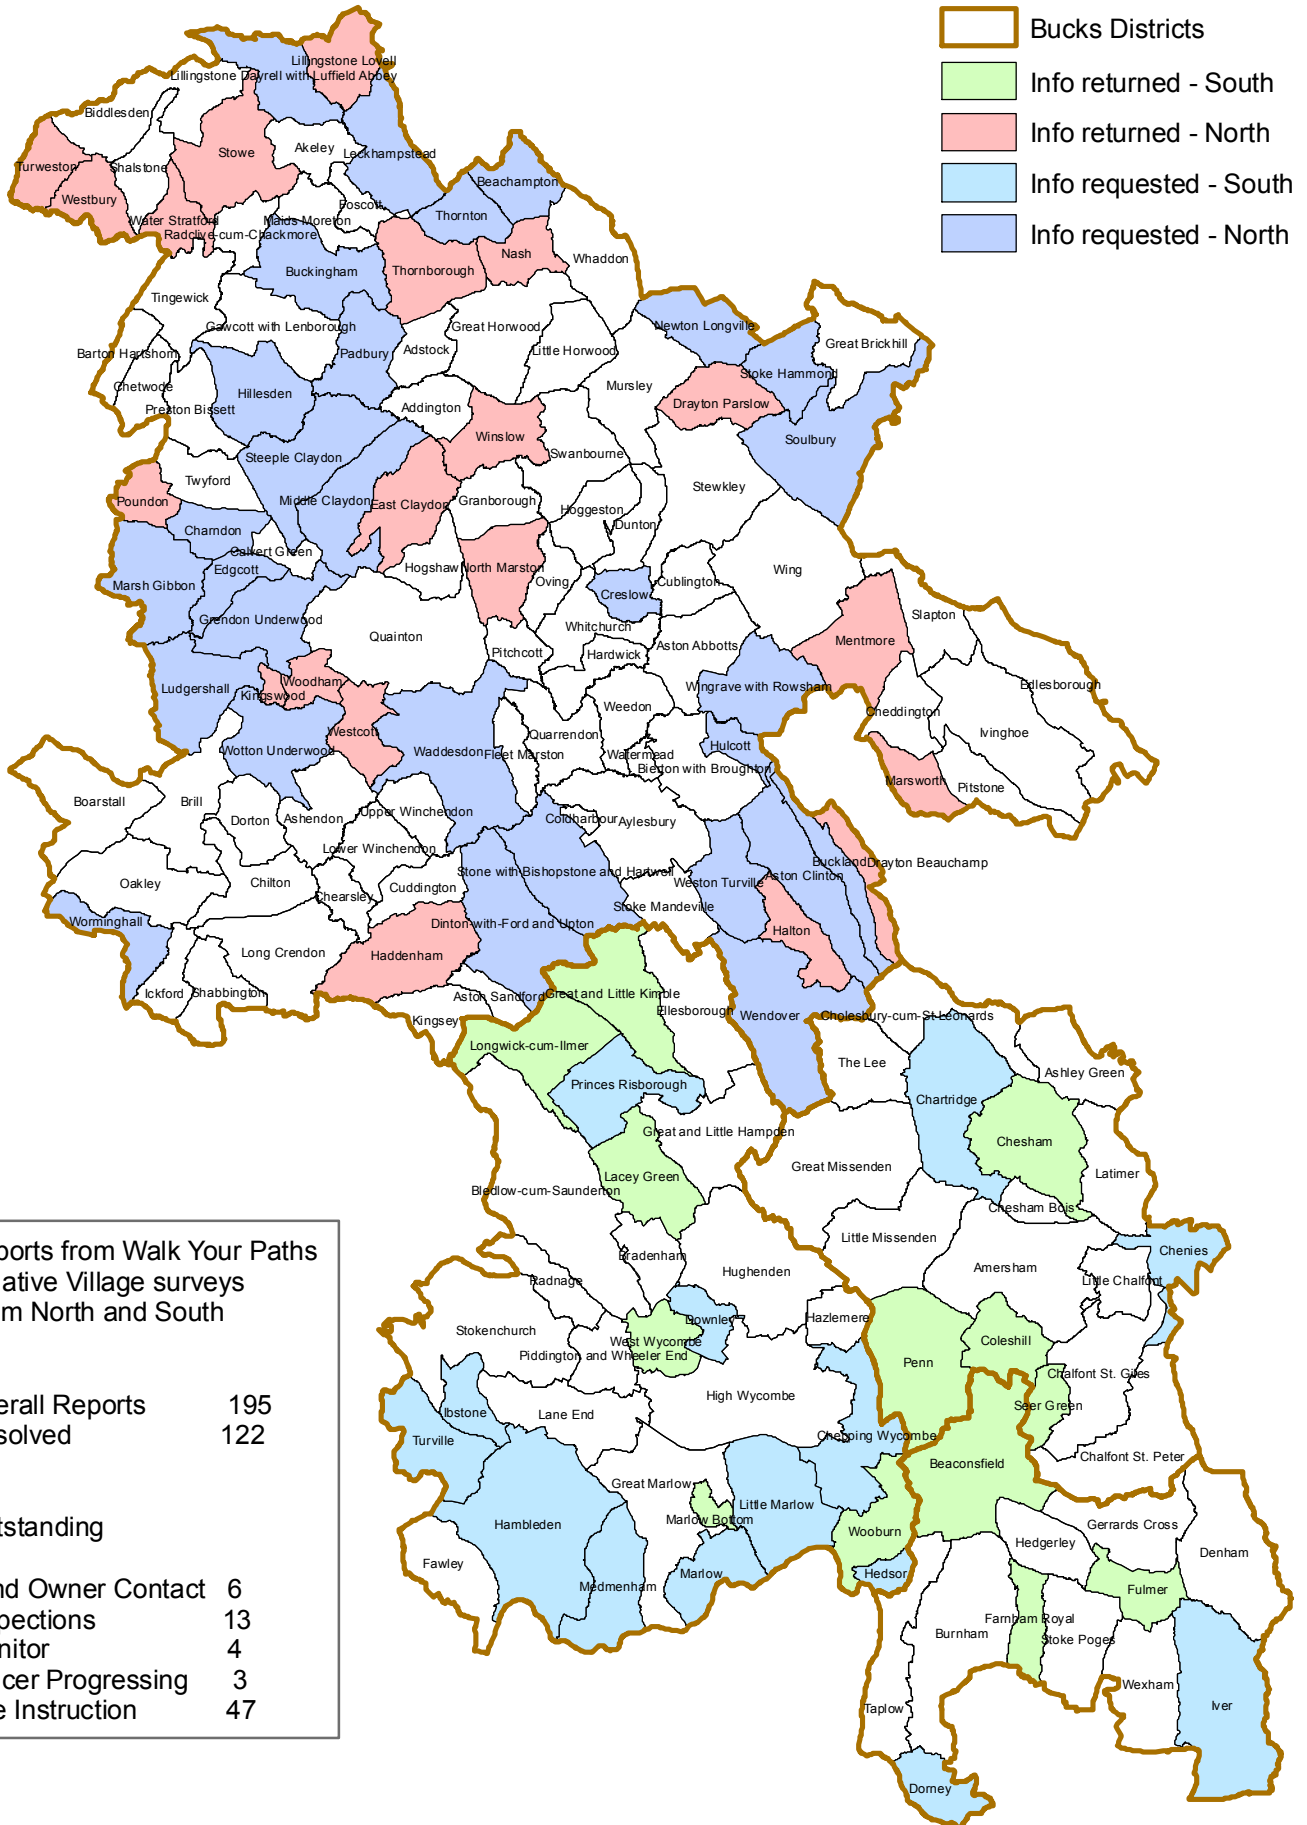 Bucks Districts
Info returned - South
Info returned - North
Info requested - South
Info requested - North
Lillingstone Lovell
Lillingstone Dayrell with Luffield Abbey
Biddlesden
Akeley
Leckhampstead
Stowe
Turweston
Shalstone
Westbury
Beachampton
Foscott
Thornton
Water Stratford
Maids Moreton
Radclive-cum-Chackmore
Nash
Whaddon
Buckingham
Thornborough
Tingewick
Gawcott with Lenborough
Great Horwood
Newton Longville
Great Brickhill
Barton Hartshorn
Padbury
Adstock
Little Horwood
Stoke Hammond
Chetwode
Mursley
Hillesden
Preston Bissett
Addington
Drayton Parslow
Winslow
Soulbury
Swanbourne
Steeple Claydon
Twyford
Stewkley
Poundon
Middle Claydon
East Claydon
Granborough
Hoggeston
Dunton
Charndon
Calvert Green
Edgcott
Hogshaw
North Marston
Oving
Cublington
Wing
Marsh Gibbon
Creslow
Slapton
Grendon Underwood
Whitchurch
Quainton
Mentmore
Pitchcott
Hardwick
Aston Abbotts
Woodham
Ludgershall
Kingswood
Wingrave with Rowsham
Edlesborough
Weedon
Cheddington
Westcott
Ivinghoe
Wotton Underwood
Waddesdon
Quarrendon
Hulcott
Fleet Marston
Watermead
Bierton with Broughton
Marsworth
Pitstone
Boarstall
Brill
Dorton
Ashendon
Upper Winchendon
Coldharbour
Aylesbury
Lower Winchendon
Buckland
Drayton Beauchamp
Oakley
Chilton
Chearsley
Cuddington
Stone with Bishopstone and Hartwell
Weston Turville
Aston Clinton
Stoke Mandeville
Worminghall
Dinton-with-Ford and Upton
Halton
Long Crendon
Haddenham
Ickford
Shabbington
Aston Sandford
Great and Little Kimble
Ellesborough
Wendover
Cholesbury-cum-St Leonards
Kingsey
Longwick-cum-Ilmer
The Lee
Ashley Green
Princes Risborough
Chartridge
Great and Little Hampden
Chesham
Great Missenden
Latimer
Lacey Green
Bledlow-cum-Saunderton
Chesham Bois
Little Missenden
Chenies
Bradenham
Hughenden
Amersham
Little Chalfont
Radnage
Stokenchurch
Downley
Hazlemere
West Wycombe
Piddington and Wheeler End
Coleshill
Penn
Chalfont St. Giles
High Wycombe
Seer Green
Ibstone
Lane End
Turville
Chepping Wycombe
Chalfont St. Peter
Beaconsfield
Great Marlow
Little Marlow
Marlow Bottom
Hambleden
Wooburn
Gerrards Cross
Hedgerley
Denham
Fawley
Medmenham
Marlow
Hedsor
Fulmer
Farnham Royal
Burnham
Stoke Poges
Wexham
Taplow
Iver
Dorney
ports from Walk Your Paths
ative Village surveys
m North and South
erall Reports 195
solved 122
tstanding
nd Owner Contact 6
pections 13
nitor 4
icer Progressing 3
e Instruction 47